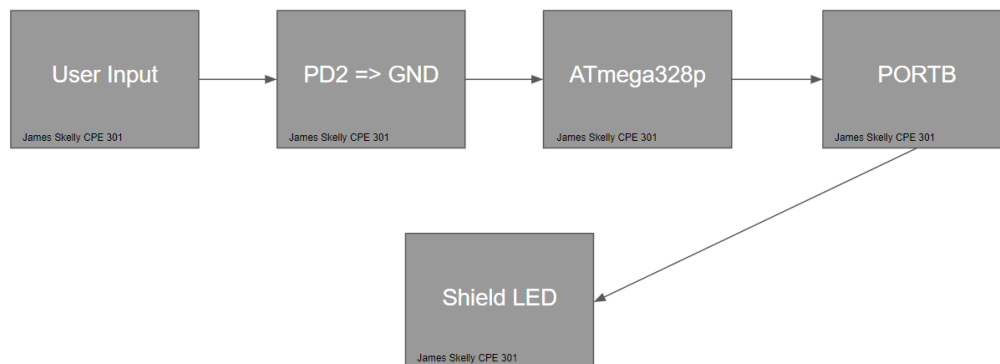 User Input
James Skelly CPE 301
PD2 => GND
James Skelly CPE 301
ATmega328p
James Skelly CPE 301
PORTB
James Skelly CPE 301
Shield LED
James Skelly CPE 301